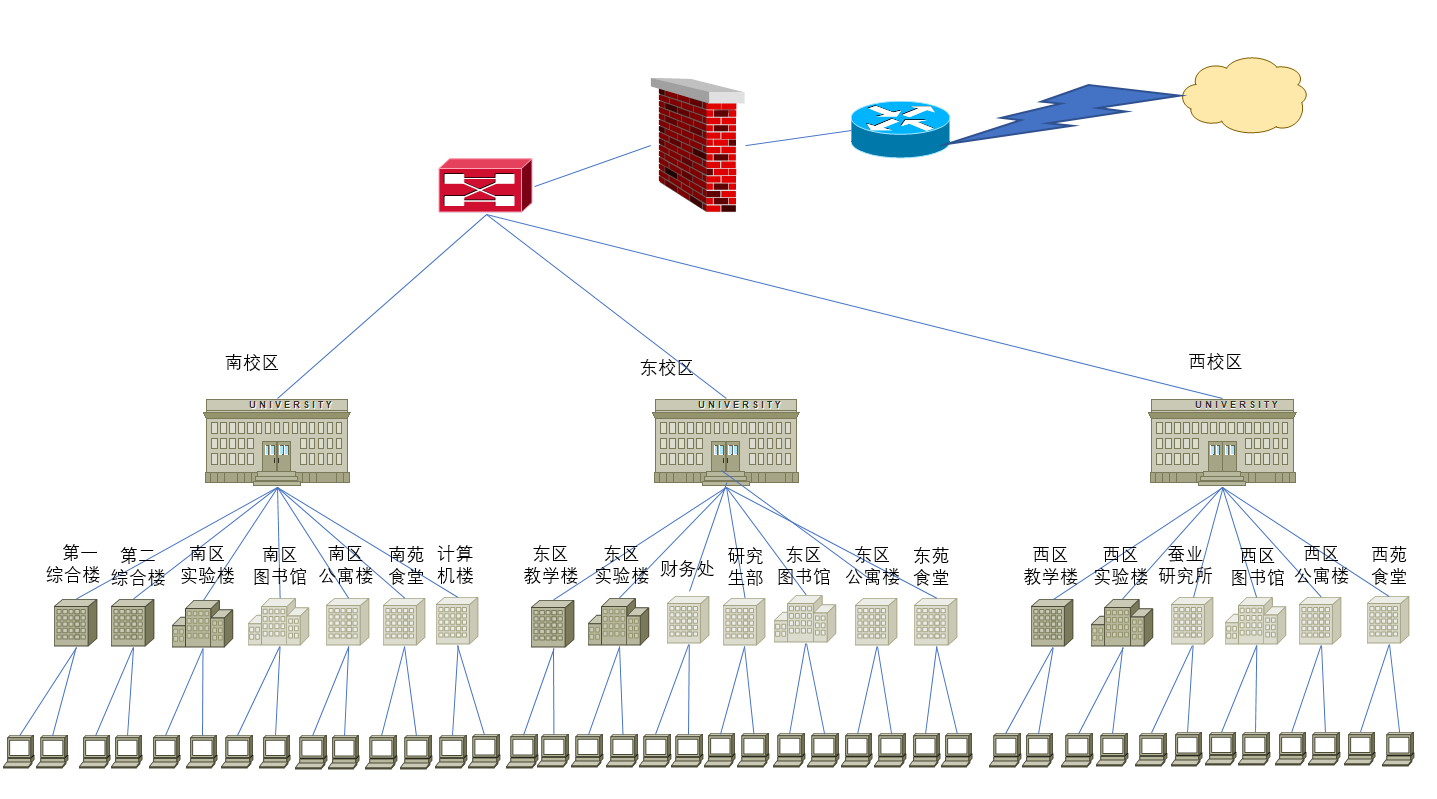 南校区
东校区
西校区
UNIVERSITY
UNIVERSITY
UNIVERSITY
第一
综合楼
第二
综合楼
南区
实验楼
南区
图书馆
南区
公寓楼
南苑
食堂
计算
机楼
东区
教学楼
东区
实验楼
财务处
研究
生部
东区
图书馆
东区
公寓楼
东苑
食堂
西区
教学楼
西区
实验楼
蚕业
研究所
西区
图书馆
西区
公寓楼
西苑
食堂